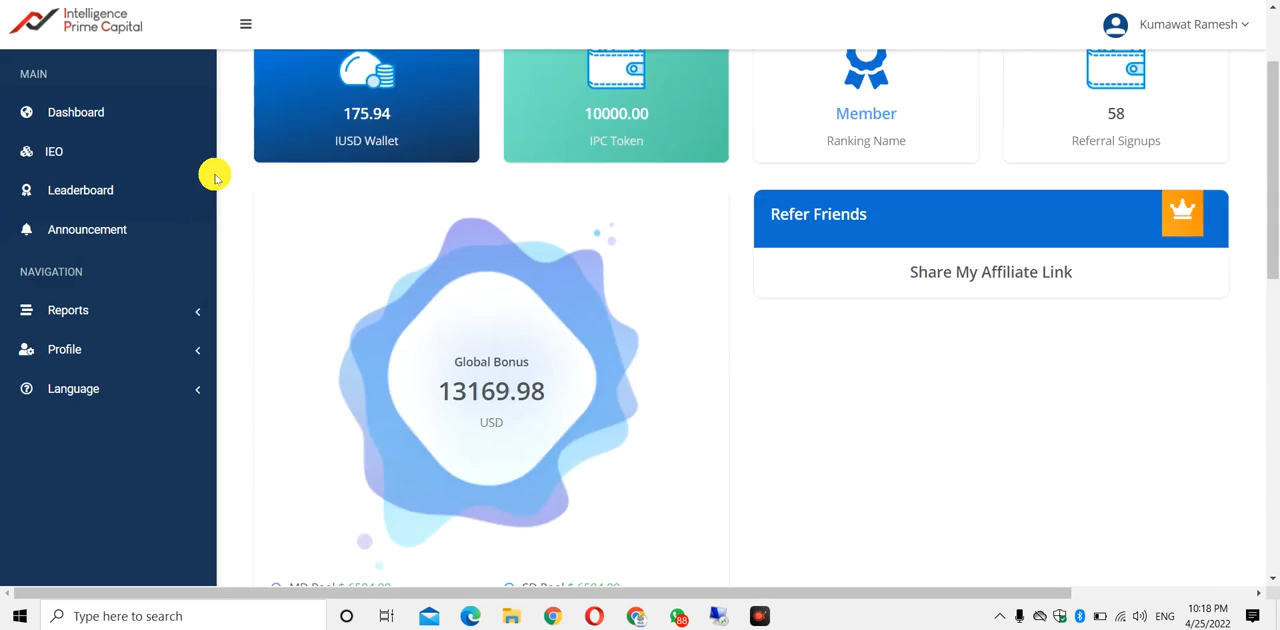 Intelligence
Prime Capital
Kumawat Ramesh
MAIN
Dashboard
IEO
Leaderboard
Announcement
NAVIGATION
Reports
Profile
Language
175.94
IUSD Wallet
10000.00
IPC Token
Member
Ranking Name
58
Referral Signups
Refer Friends
Share My Affiliate Link
Global Bonus
13169.98
USD
Type here to search
88
ENG
10:18 PM
4/25/2022